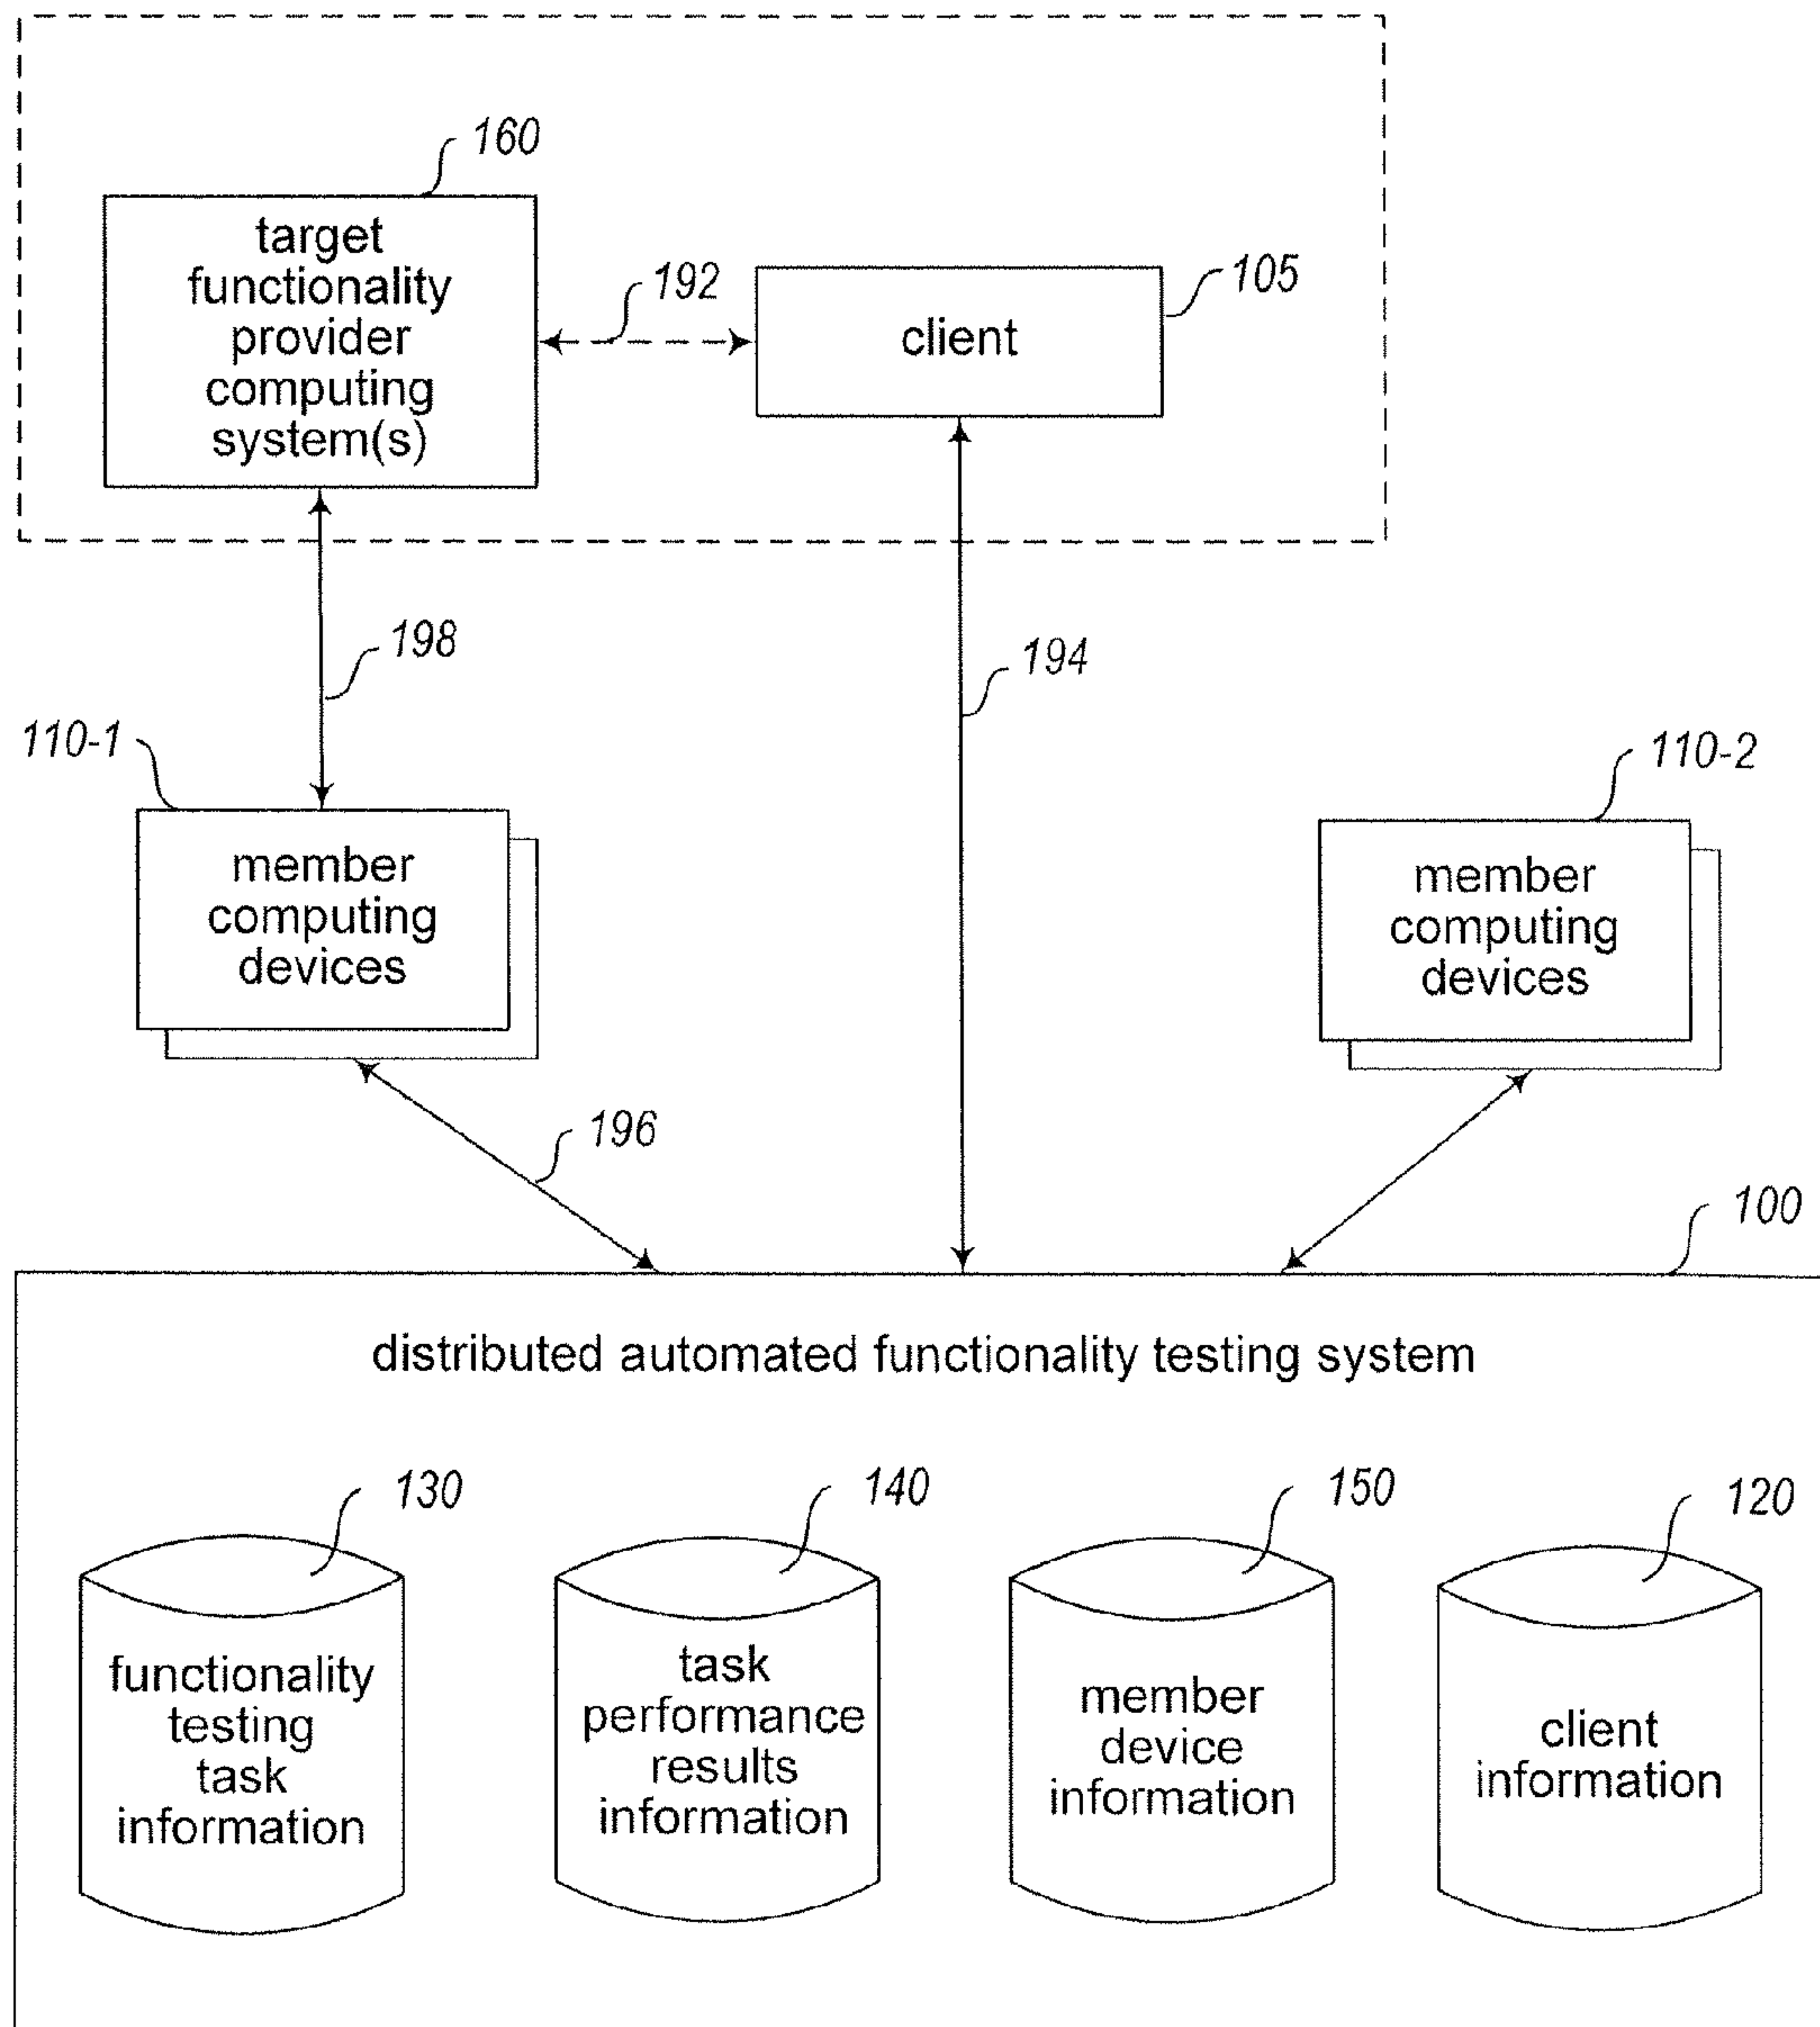 160
target
functionality
provider
computing
system(s)
192
105
client
198
194
110-1
110-2
member
computing
devices
member
computing
devices
196
100
distributed automated functionality testing system
130
140
150
120
functionality
testing
task
information
task
performance
results
information
member
device
information
client
information